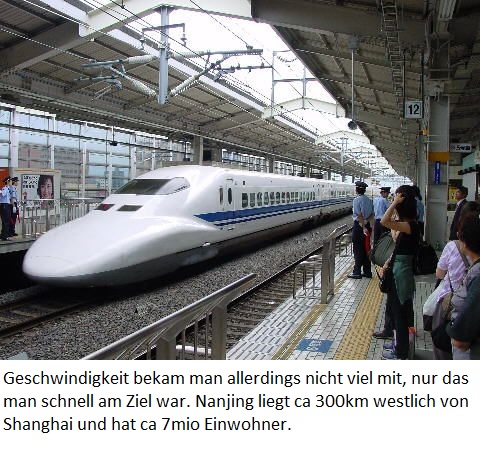 12
Geschwindigkeit bekam man allerdings nicht viel mit, nur das
man schnell am Ziel war. Nanjing liegt ca 300km westlich von
Shanghai und hat ca 7mio Einwohner.